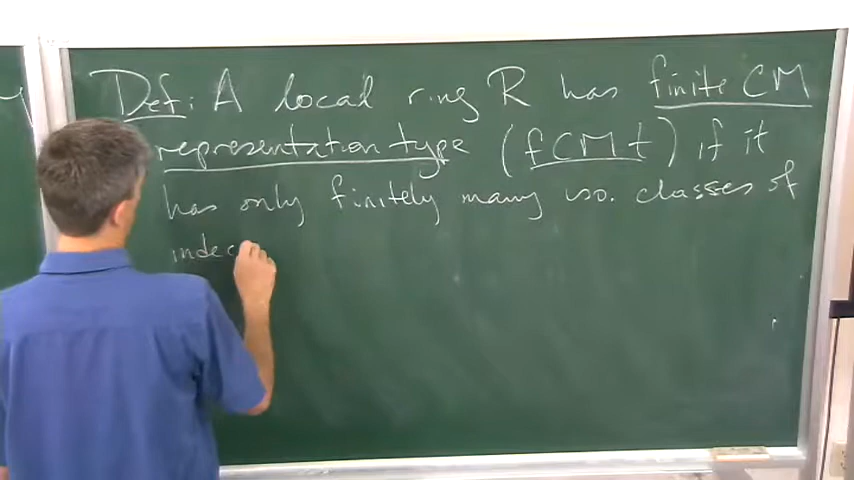 Def: A local ring R has finite CM
representation type (fCMt) if it
has only finitely many iso. classes of
indec